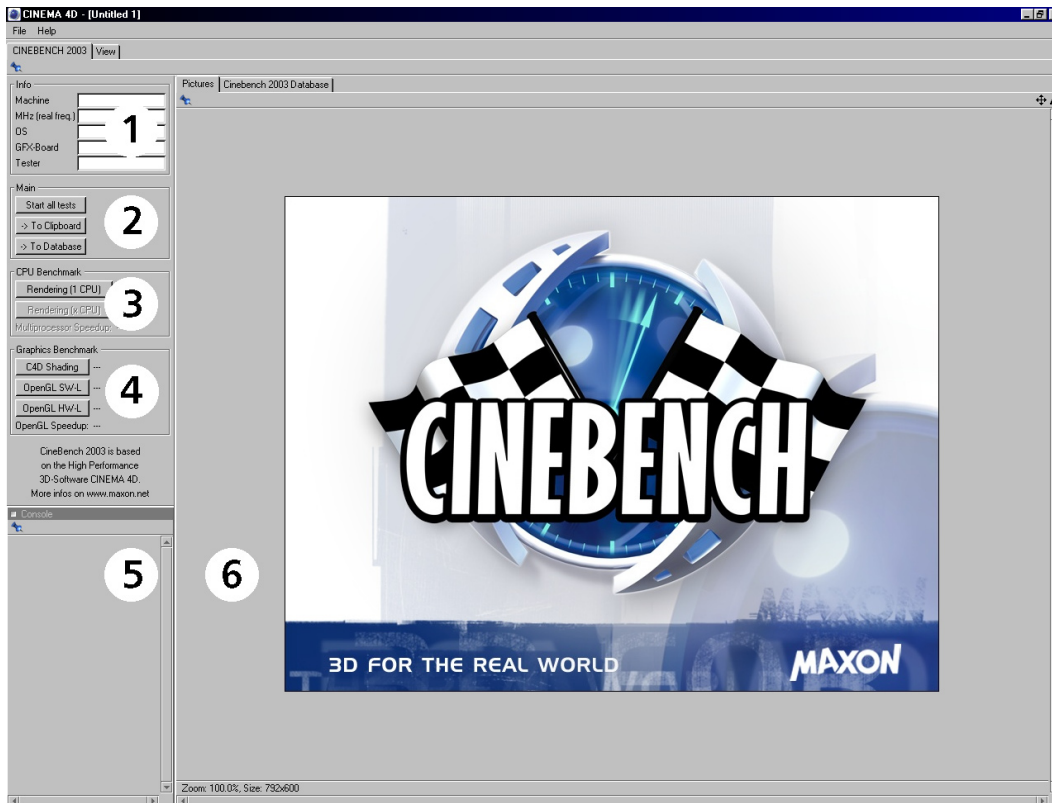 CINEMA 4D - [Untitled 1]
File Help
CINEBENCH 2003 View
Info
Machine
MHz (real freq.)
OS
GFX-Board
Tester
1
Main
Start all tests
-> To Clipboard
-> To Database
2
CPU Benchmark
Rendering (1 CPU)
Rendering (x CPU)
Multiprocessor Speedup:
3
Graphics Benchmark
C4D Shading ---
OpenGL SW-L ---
OpenGL HW-L ---
OpenGL Speedup: ---
4
CineBench 2003 is based
on the High Performance
3D-Software CINEMA 4D.
More infos on www.maxon.net
Console
5
Pictures Cinebench 2003 Database
6
CINEBENCH
3D FOR THE REAL WORLD
MAXON
Zoom: 100.0%, Size: 792x600